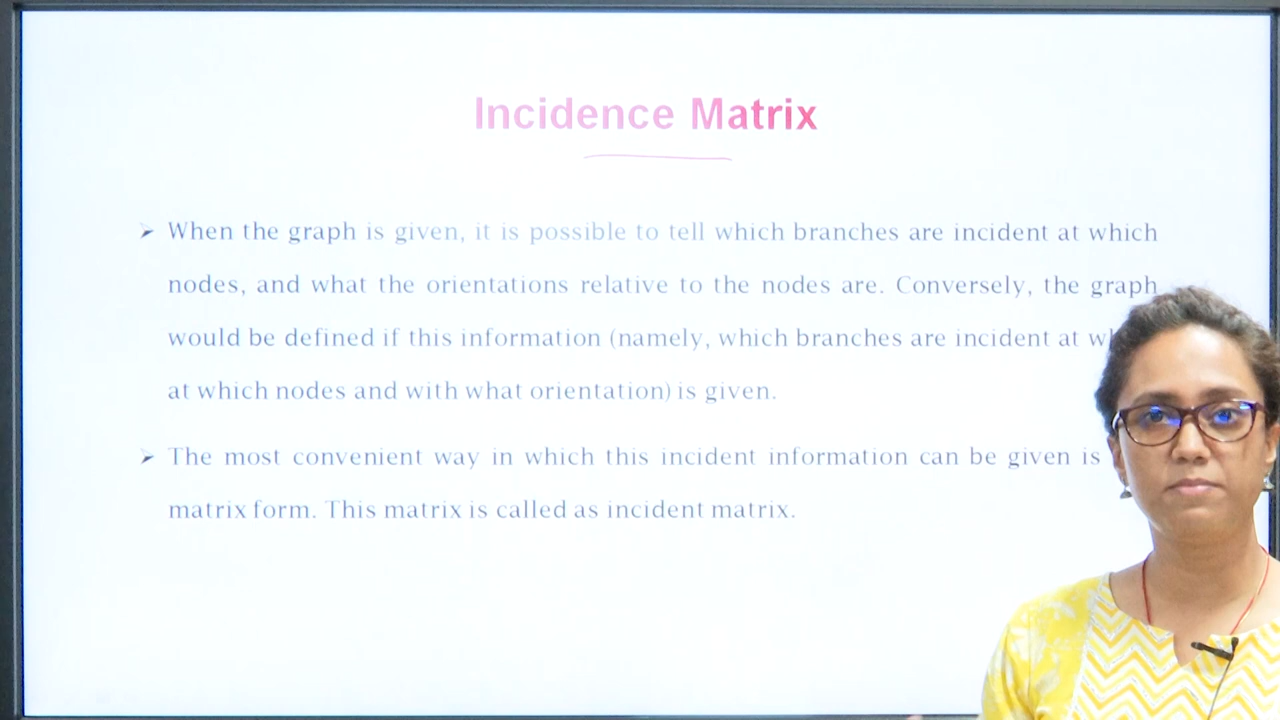 Incidence Matrix
➢ When the graph is given, it is possible to tell which branches are incident at which
nodes, and what the orientations relative to the nodes are. Conversely, the graph
would be defined if this information (namely, which branches are incident at
at which nodes and with what orientation) is given.
➢ The most convenient way in which this incident information can be given is
matrix form. This matrix is called as incident matrix.